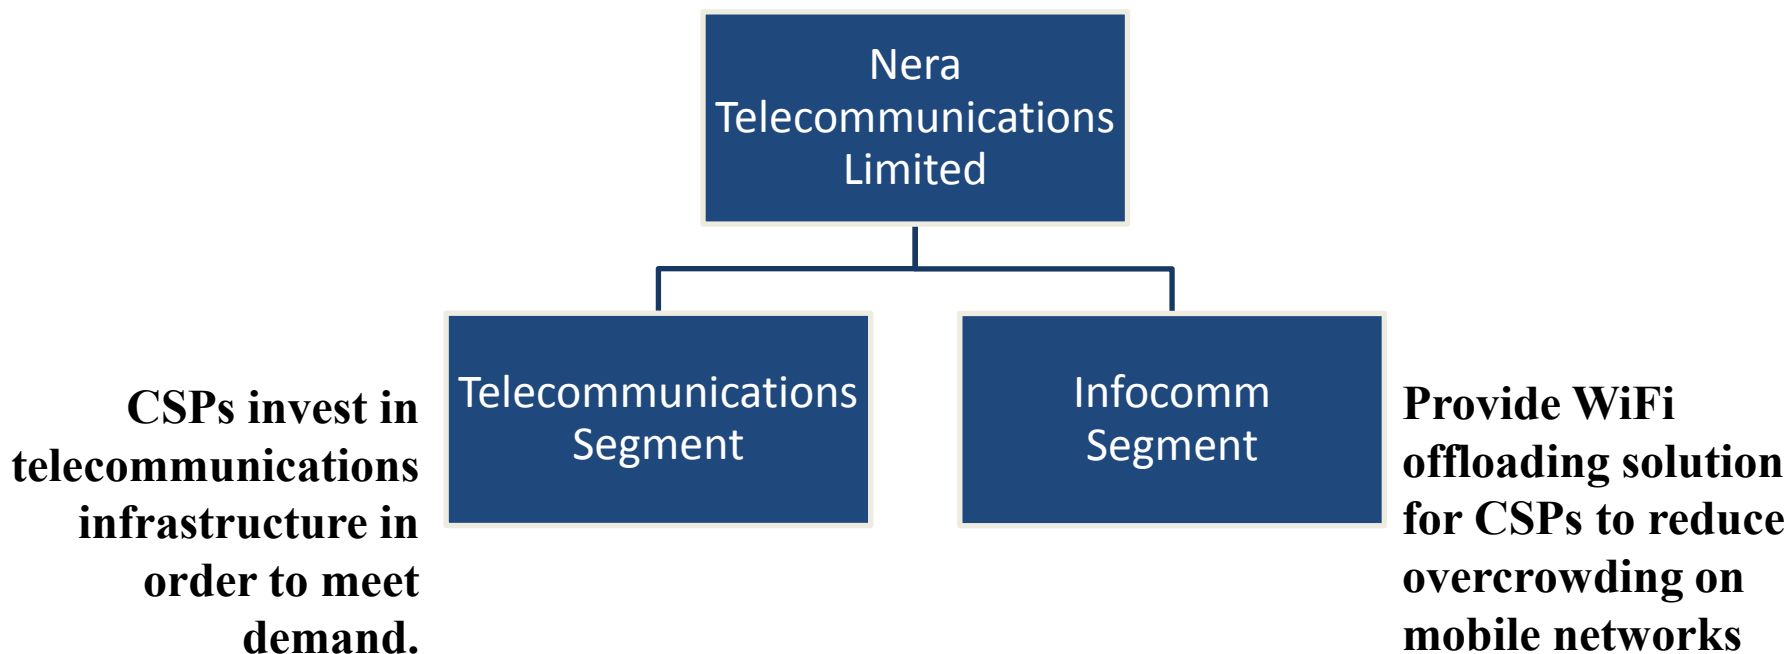 Nera
Telecommunications
Limited
Telecommunications
Segment
Infocomm
Segment
CSPs invest in
telecommunications
infrastructure in
order to meet
demand.
Provide WiFi
offloading solution
for CSPs to reduce
overcrowding on
mobile networks